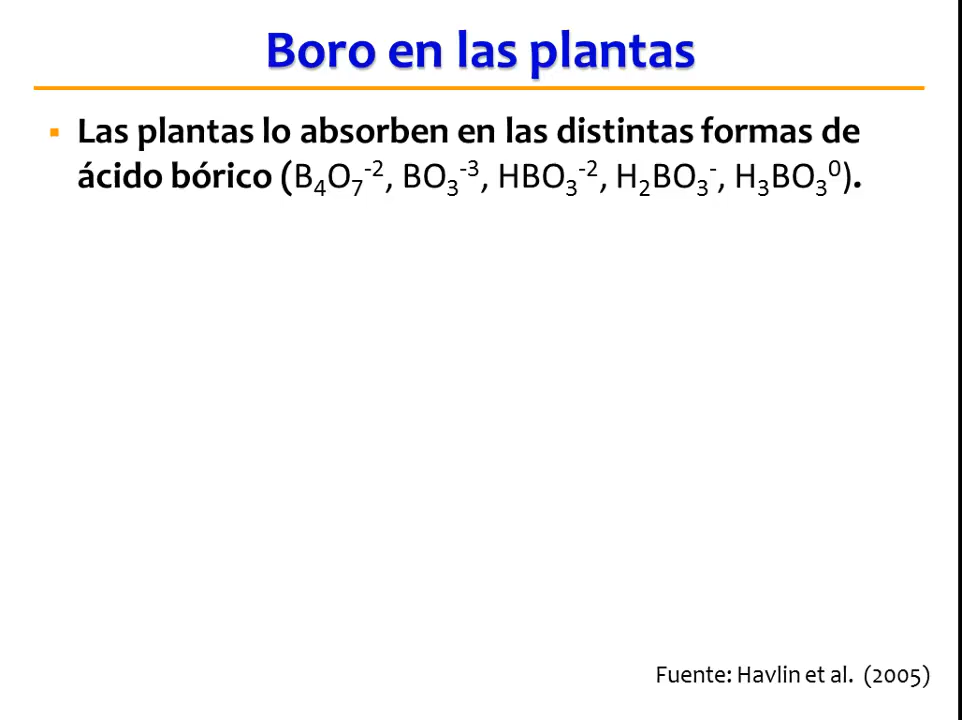 Boro en las plantas
▪ Las plantas lo absorben en las distintas formas de
ácido bórico (B₄O₇⁻², BO₃⁻³, HBO₃⁻², H₂BO₃⁻, H₃BO₃⁰).
Fuente: Havlin et al. (2005)